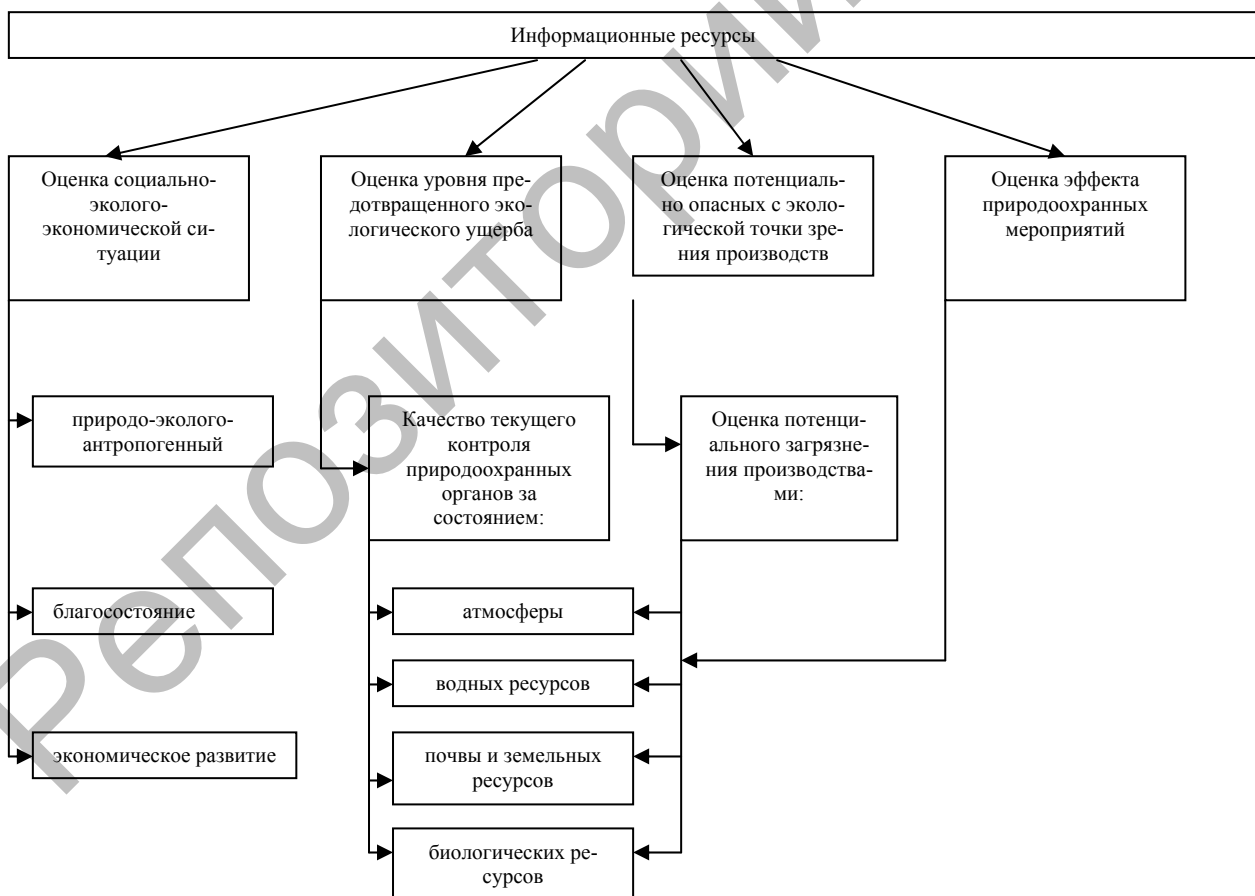 Информационные ресурсы
Оценка социально-
эколого-
экономической си-
туации
Оценка уровня пре-
дотвращенного эко-
логического ущерба
Оценка потенциаль-
но опасных с эколо-
гической точки зре-
ния производств
Оценка эффекта
природоохранных
мероприятий
природо-эколого-
антропогенный
Качество текущего
контроля
природоохранных
органов за
состоянием:
Оценка потенци-
ального загрязне-
ния производства-
ми:
благосостояние
атмосферы
водных ресурсов
экономическое развитие
почвы и земельных
ресурсов
биологических ре-
сурсов
Репозитории